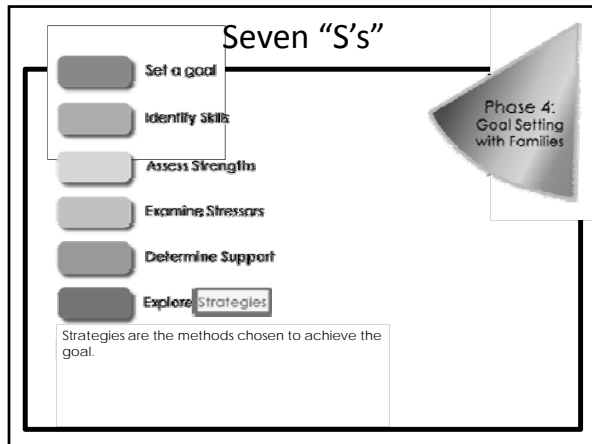 Seven “S’s”
Set a goal
Identify Skills
Assess Strengths
Examine Stressors
Determine Support
Explore Strategies
Strategies are the methods chosen to achieve the
goal.
Phase 4:
Goal Setting
with Families